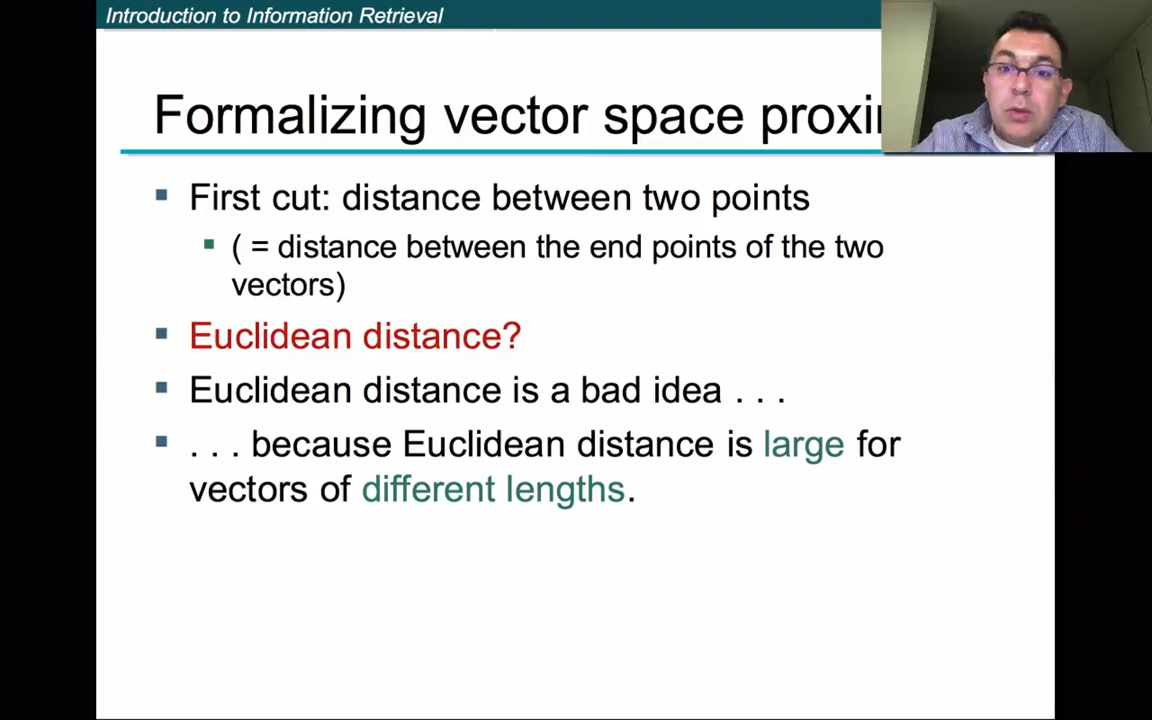 Introduction to Information Retrieval
Formalizing vector space proxi
First cut: distance between two points
( = distance between the end points of the two
vectors)
Euclidean distance?
Euclidean distance is a bad idea . . .
. . . because Euclidean distance is large for
vectors of different lengths.